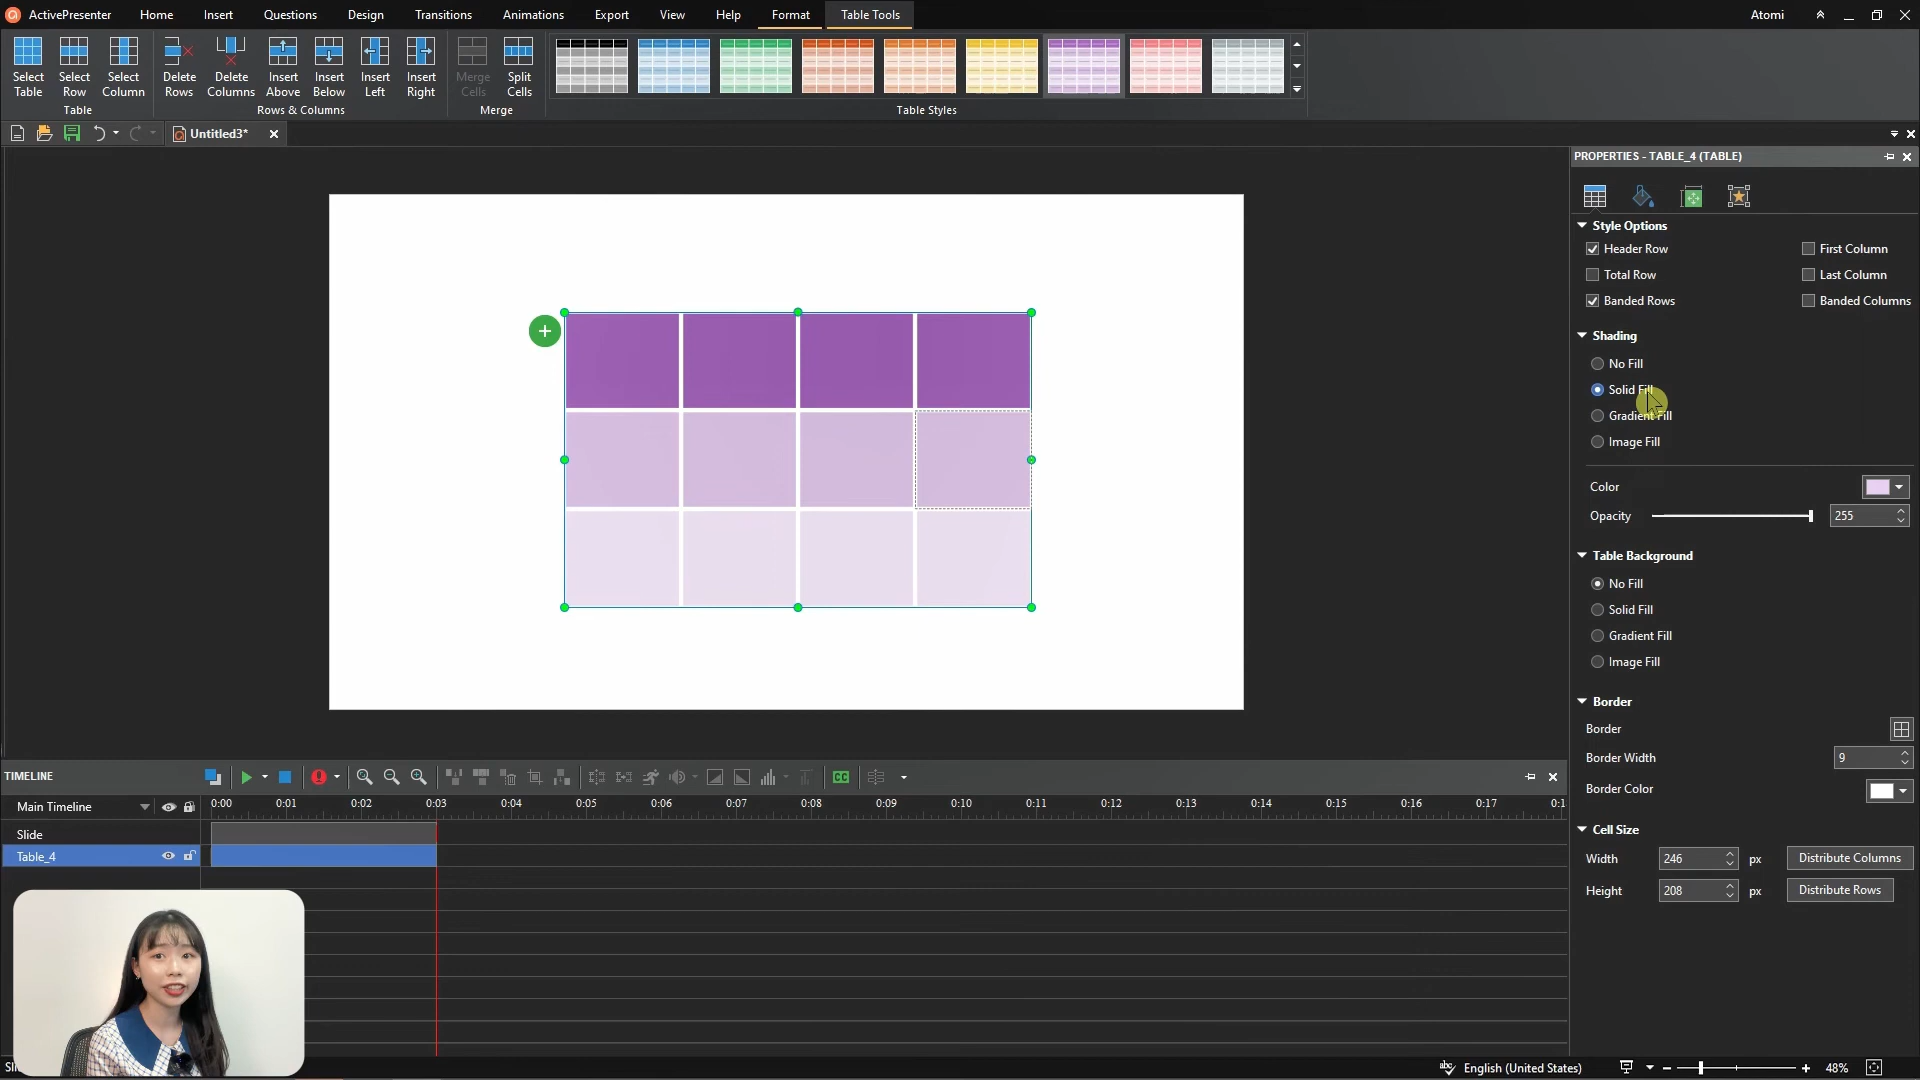 ActivePresenter Home Insert Questions Design Transitions Animations Export View Help Format Table Tools Atomi
Select Table
Select Row
Select Column
Delete Rows
Delete Columns
Insert Above
Insert Below
Insert Left
Insert Right
Merge Cells
Split Cells
Table Rows & Columns Merge Table Styles
Untitled3*
PROPERTIES - TABLE_4 (TABLE)
Style Options
Header Row First Column
Total Row Last Column
Banded Rows Banded Columns
Shading
No Fill
Solid Fill
Gradient Fill
Image Fill
Color
Opacity 255
Table Background
No Fill
Solid Fill
Gradient Fill
Image Fill
Border
Border
Border Width 9
Border Color
Cell Size
Width 246 px Distribute Columns
Height 208 px Distribute Rows
TIMELINE
CC
Main Timeline 0:00 0:01 0:02 0:03 0:04 0:05 0:06 0:07 0:08 0:09 0:10 0:11 0:12 0:13 0:14 0:15 0:16 0:17
Slide
Table_4
English (United States) 48%